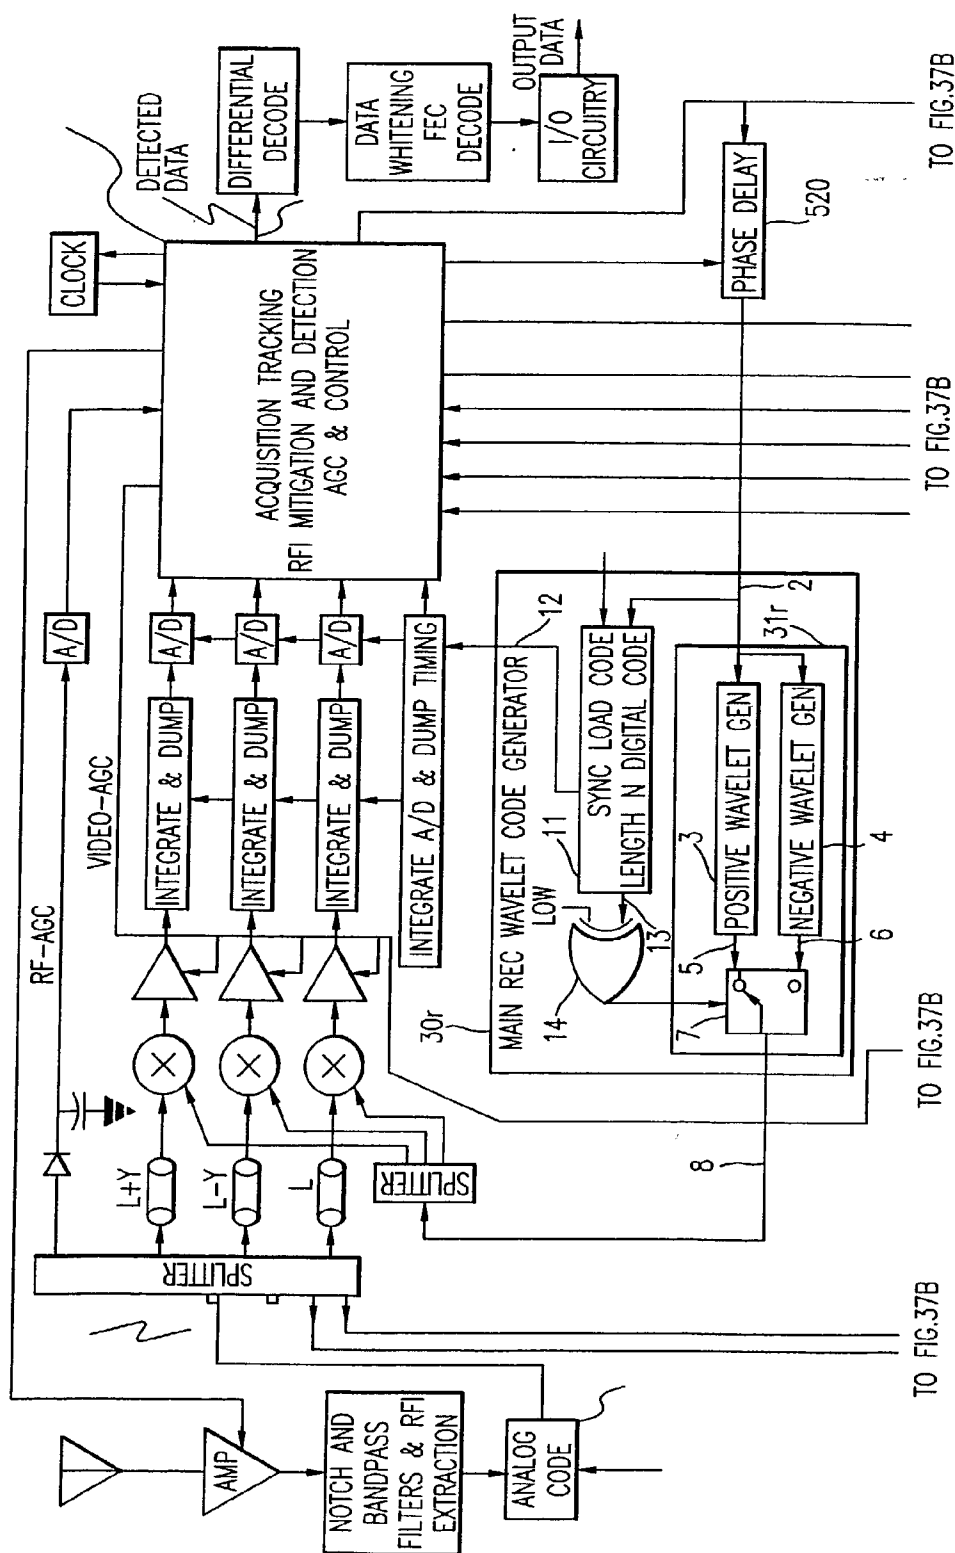 AMP
NOTCH AND
BANDPASS
FILTERS & RFI
EXTRACTION
ANALOG
CODE
SPLITTER
L+Y
L−Y
L
SPLITTER
RF–AGC
VIDEO–AGC
INTEGRATE & DUMP
INTEGRATE & DUMP
INTEGRATE & DUMP
INTEGRATE A/D & DUMP TIMING
A/D
A/D
A/D
A/D
CLOCK
ACQUISITION TRACKING
RFI MITIGATION AND DETECTION
AGC & CONTROL
DETECTED
DATA
DIFFERENTIAL
DECODE
DATA
WHITENING
FEC
DECODE
I/O
CIRCUITRY
OUTPUT
DATA
30r
MAIN REC WAVELET CODE GENERATOR
LOW
14
13
11
SYNC LOAD CODE
LENGTH N DIGITAL CODE
12
2
31r
7
5
3
POSITIVE WAVELET GEN
NEGATIVE WAVELET GEN
6
4
8
PHASE DELAY
520
TO FIG.37B
TO FIG.37B
TO FIG.37B
TO FIG.37B